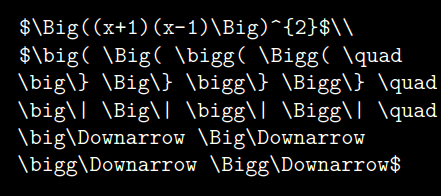 $\Big((x+1)(x-1)\Big)^{2}$\\
$\big( \Big( \bigg( \Bigg( \quad
\big\} \Big\} \bigg\} \Bigg\} \quad
\big\| \Big\| \bigg\| \Bigg\| \quad
\big\Downarrow \Big\Downarrow
\bigg\Downarrow \Bigg\Downarrow$